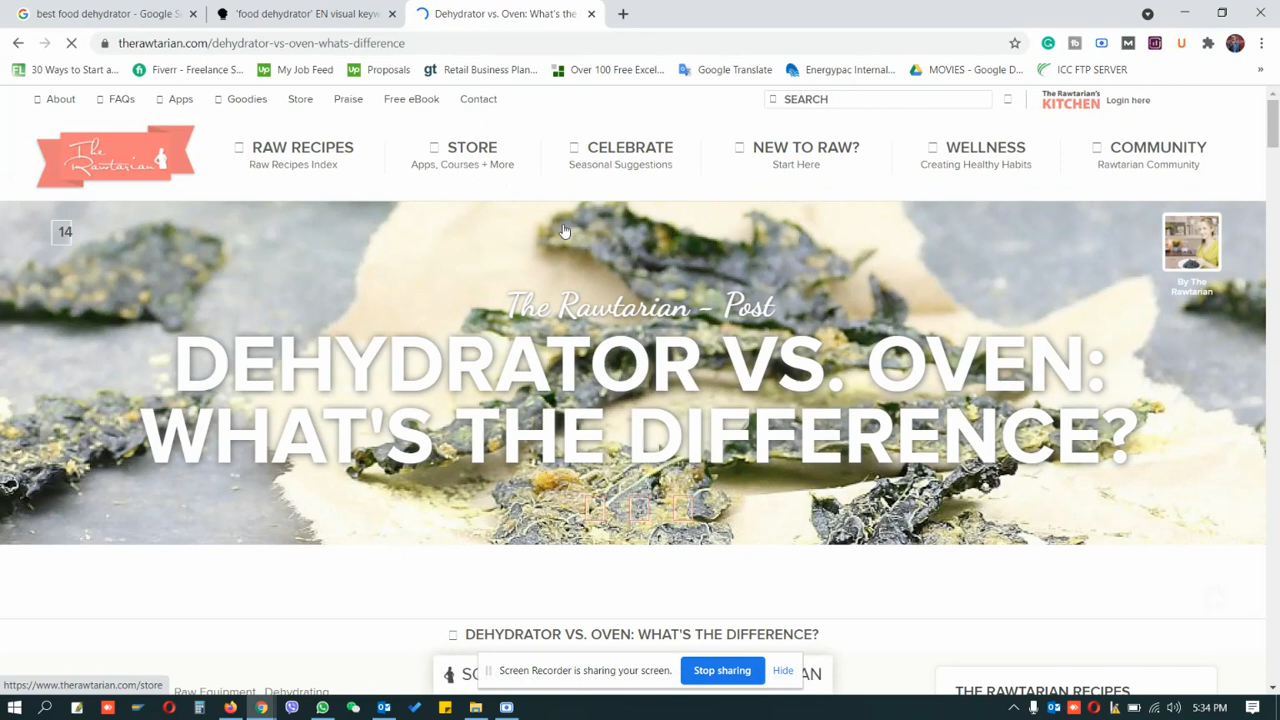 best food dehydrator - Google S
'food dehydrator' EN visual keyw
Dehydrator vs. Oven: What's the
therawtarian.com/dehydrator-vs-oven-whats-difference
30 Ways to Start a...
Fiverr - Freelance S...
My Job Feed
Proposals
Retail Business Plan...
Over 100 Free Excel...
Google Translate
Energypac Internal...
MOVIES - Google D...
ICC FTP SERVER
About
FAQs
Apps
Goodies
Store
Praise
Free eBook
Contact
SEARCH
The Rawtarian's
KITCHEN
Login here
The Rawtarian
RAW RECIPES
Raw Recipes Index
STORE
Apps, Courses + More
CELEBRATE
Seasonal Suggestions
NEW TO RAW?
Start Here
WELLNESS
Creating Healthy Habits
COMMUNITY
Rawtarian Community
14
By The
Rawtarian
The Rawtarian - Post
DEHYDRATOR VS. OVEN:
WHAT'S THE DIFFERENCE?
DEHYDRATOR VS. OVEN: WHAT'S THE DIFFERENCE?
Screen Recorder is sharing your screen.
Stop sharing
Hide
https://www.therawtarian.com/store
Raw Equipment, Dehydrating
THE RAWTARIAN RECIPES
5:34 PM